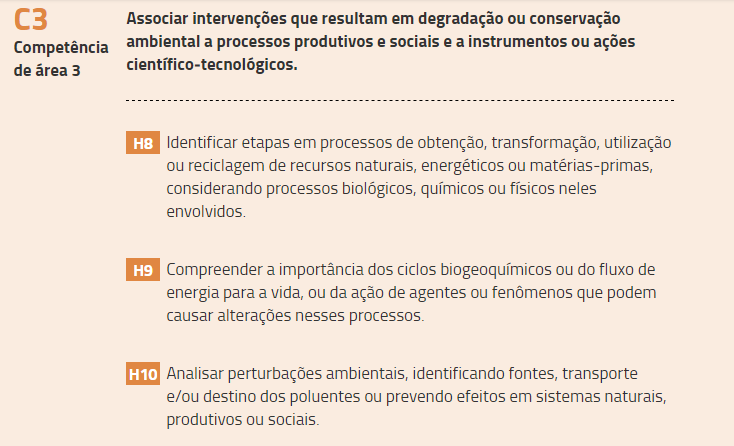 C3
Competência
de área 3
Associar intervenções que resultam em degradação ou conservação
ambiental a processos produtivos e sociais e a instrumentos ou ações
científico-tecnológicos.
H8 Identificar etapas em processos de obtenção, transformação, utilização
ou reciclagem de recursos naturais, energéticos ou matérias-primas,
considerando processos biológicos, químicos ou físicos neles
envolvidos.
H9 Compreender a importância dos ciclos biogeoquímicos ou do fluxo de
energia para a vida, ou da ação de agentes ou fenômenos que podem
causar alterações nesses processos.
H10 Analisar perturbações ambientais, identificando fontes, transporte
e/ou destino dos poluentes ou prevendo efeitos em sistemas naturais,
produtivos ou sociais.